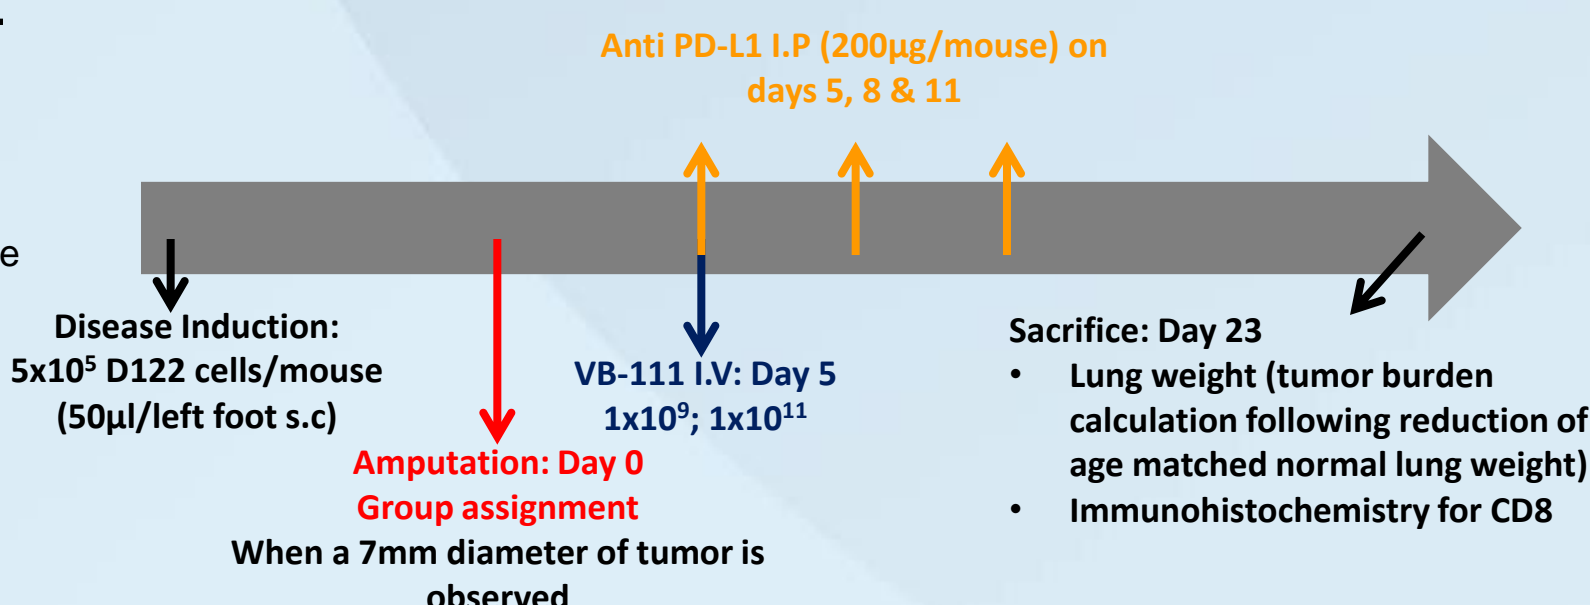 Anti PD-L1 I.P (200µg/mouse) on
days 5, 8 & 11
e
Disease Induction:
5x10⁵ D122 cells/mouse
(50µl/left foot s.c)
Amputation: Day 0
Group assignment
When a 7mm diameter of tumor is
observed
VB-111 I.V: Day 5
1x10⁹; 1x10¹¹
Sacrifice: Day 23
• Lung weight (tumor burden
calculation following reduction of
age matched normal lung weight)
• Immunohistochemistry for CD8